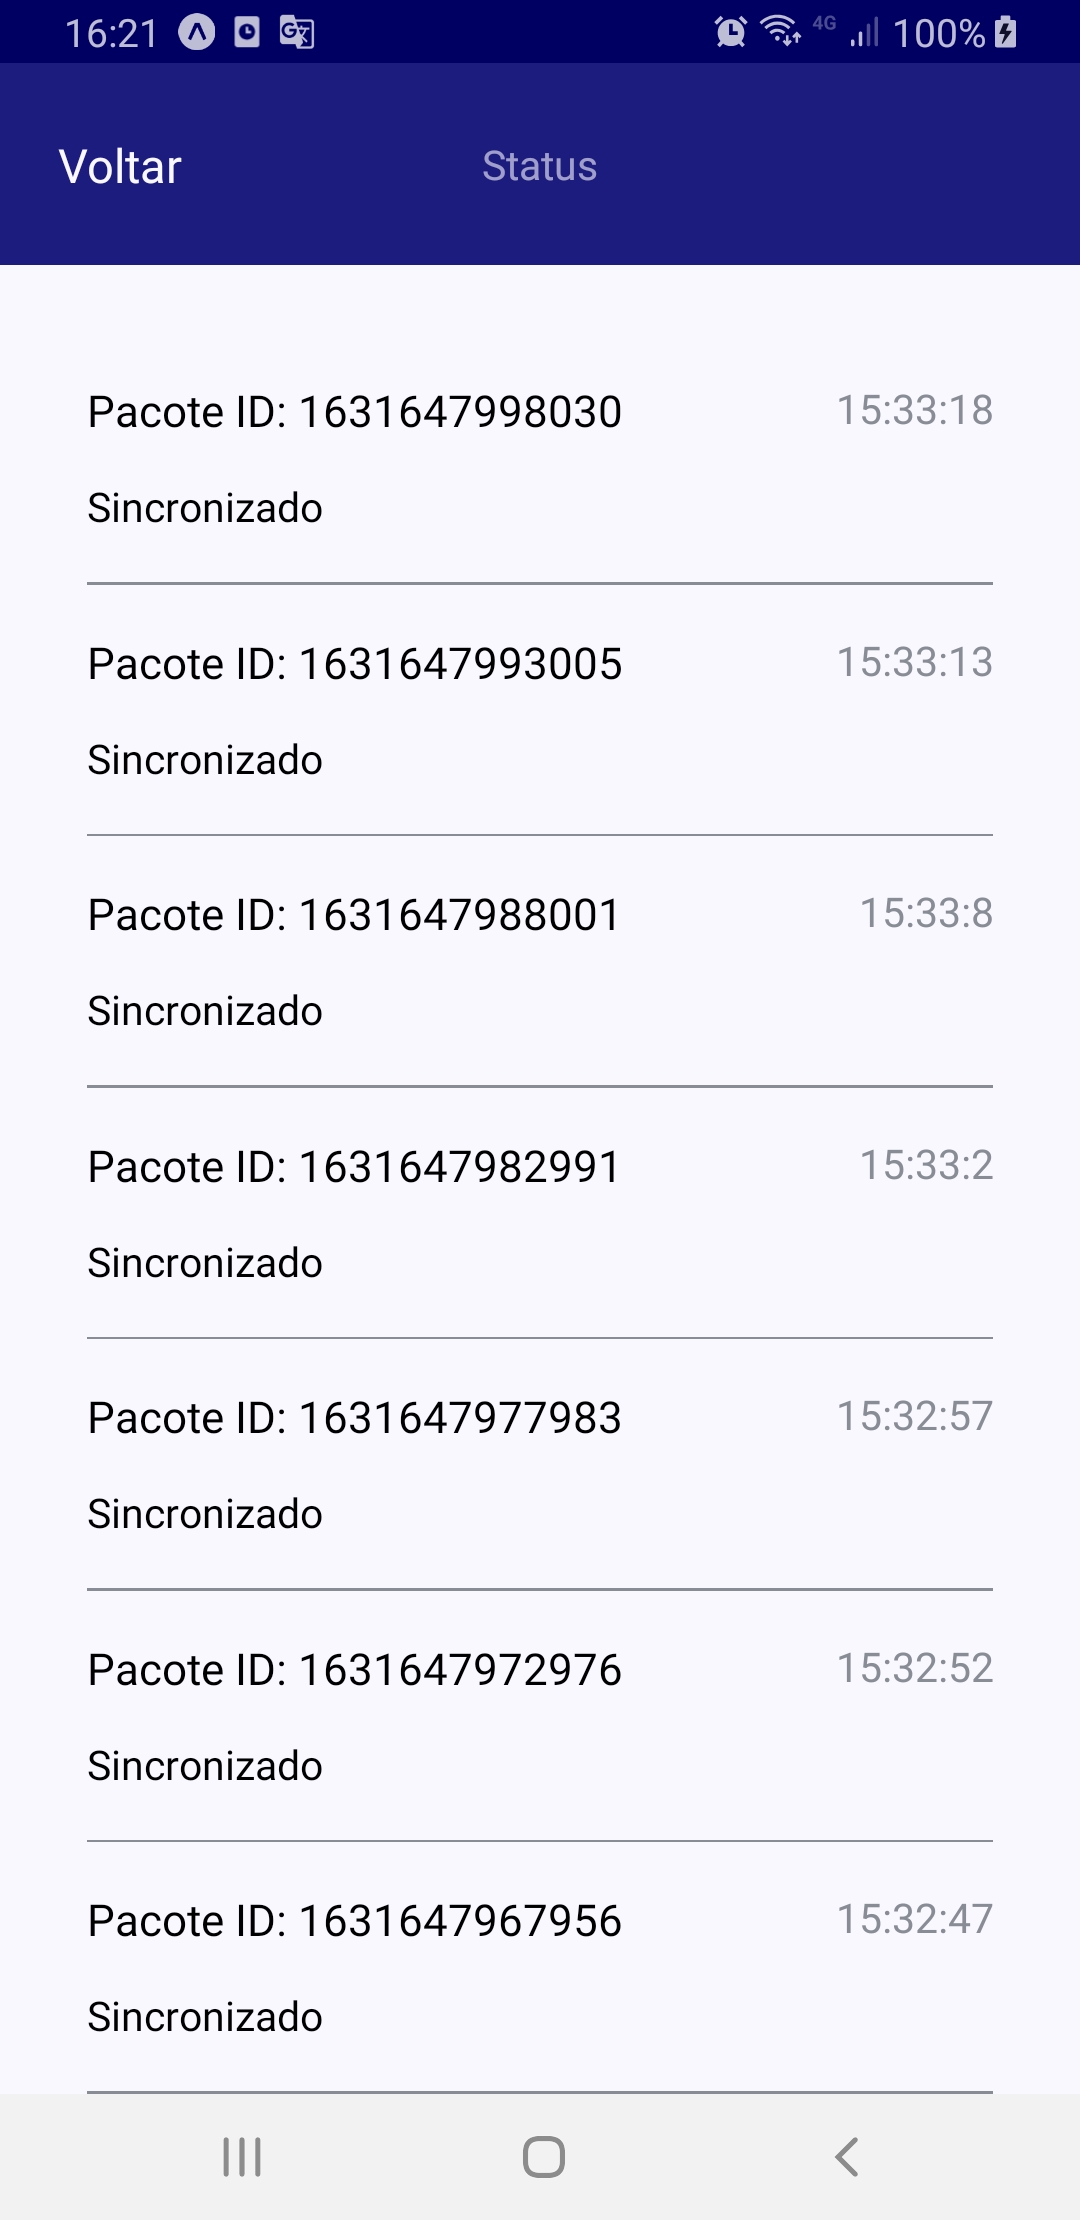 16:21 4G 100%
Voltar Status
Pacote ID: 1631647998030 15:33:18
Sincronizado
Pacote ID: 1631647993005 15:33:13
Sincronizado
Pacote ID: 1631647988001 15:33:8
Sincronizado
Pacote ID: 1631647982991 15:33:2
Sincronizado
Pacote ID: 1631647977983 15:32:57
Sincronizado
Pacote ID: 1631647972976 15:32:52
Sincronizado
Pacote ID: 1631647967956 15:32:47
Sincronizado